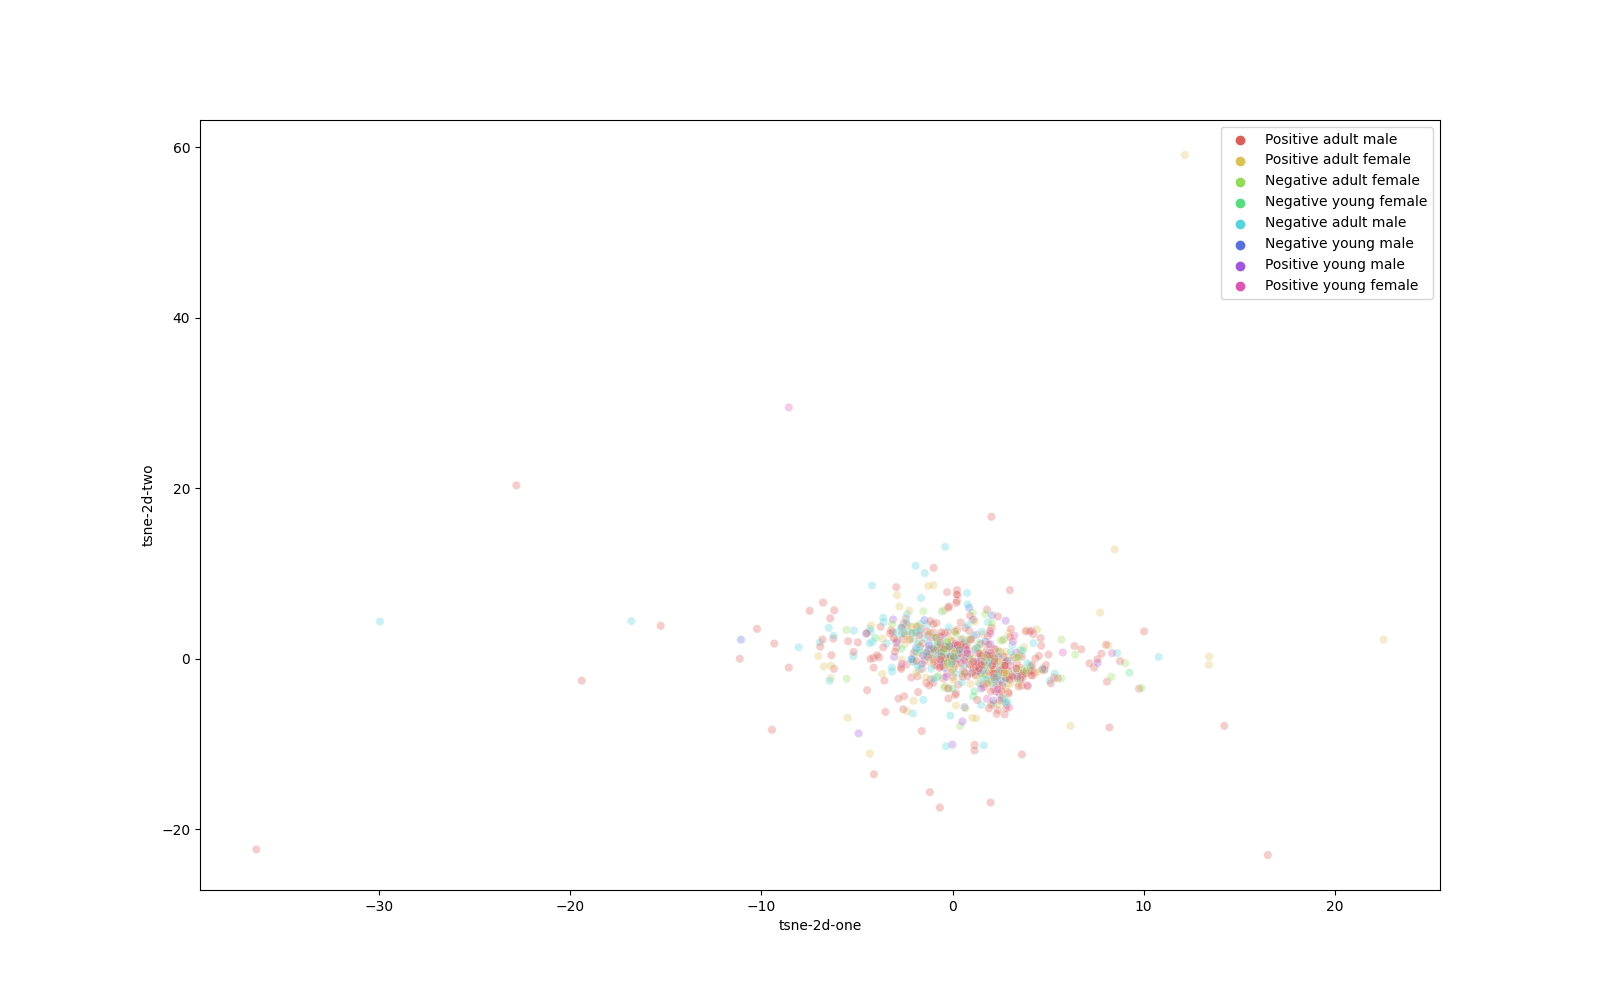 Positive adult male
Positive adult female
Negative adult female
Negative young female
Negative adult male
Negative young male
Positive young male
Positive young female
60
40
20
0
−20
tsne-2d-two
−30
−20
−10
0
10
20
tsne-2d-one